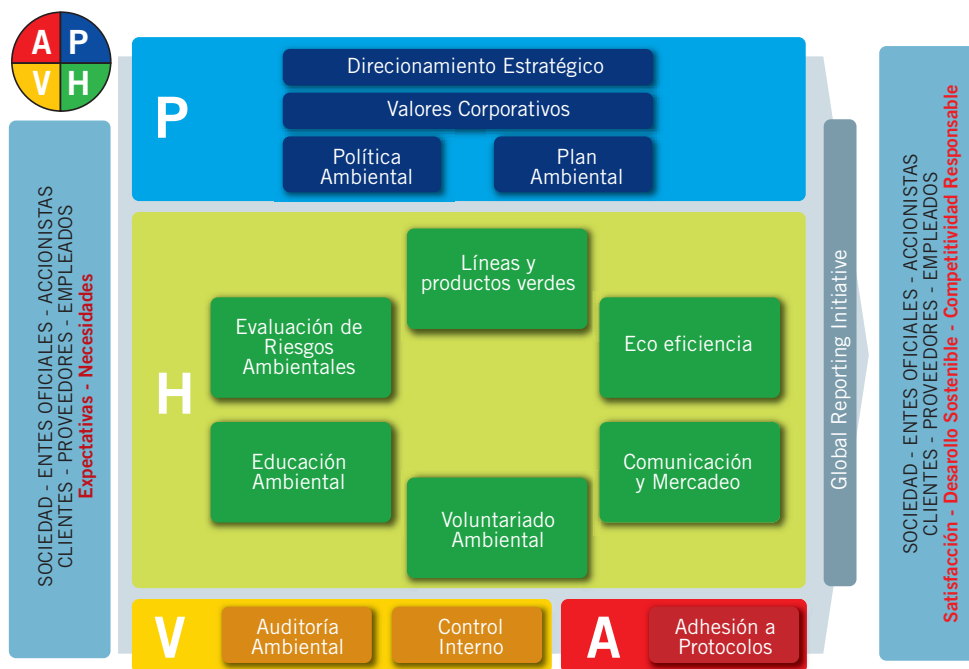 A P
V H
SOCIEDAD - ENTES OFICIALES - ACCIONISTAS
CLIENTES - PROVEEDORES - EMPLEADOS
Expectativas - Necesidades
P
Direcionamiento Estratégico
Valores Corporativos
Política
Ambiental
Plan
Ambiental
H
Líneas y
productos verdes
Evaluación de
Riesgos
Ambientales
Eco eficiencia
Educación
Ambiental
Comunicación
y Mercadeo
Voluntariado
Ambiental
V
Auditoría
Ambiental
Control
Interno
A
Adhesión a
Protocolos
Global Reporting Initiative
SOCIEDAD - ENTES OFICIALES - ACCIONISTAS
CLIENTES - PROVEEDORES - EMPLEADOS
Satisfacción - Desarollo Sostenible - Competitividad Responsable